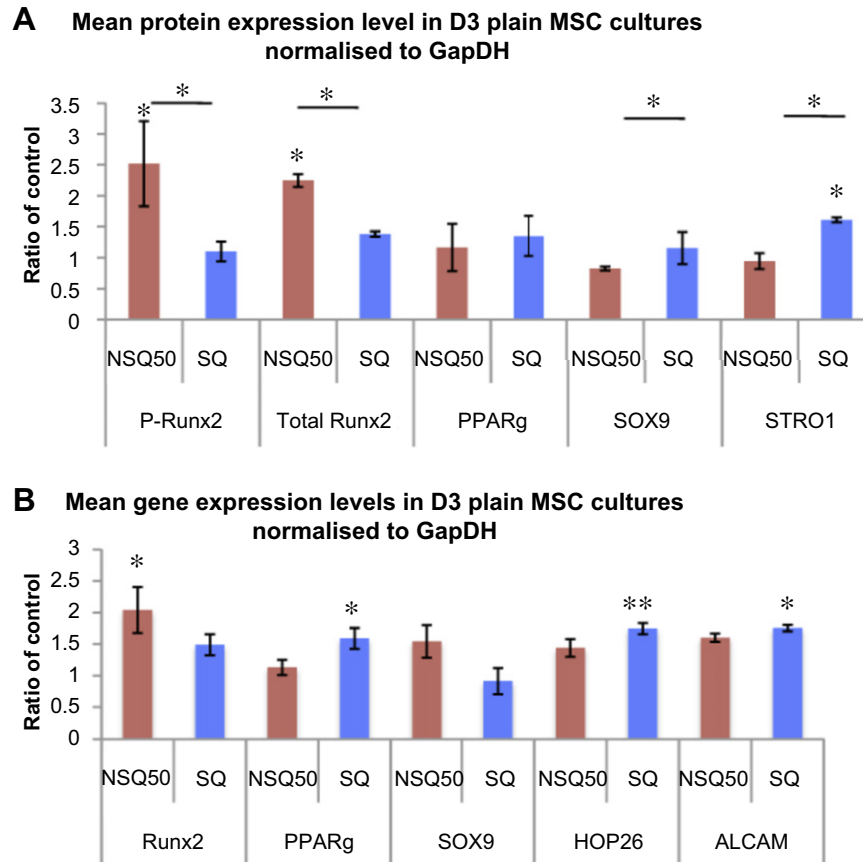 A Mean protein expression level in D3 plain MSC cultures
normalised to GapDH
Ratio of control
3.5
3
2.5
2
1.5
1
0.5
0
* * * * * * *
NSQ50 SQ NSQ50 SQ NSQ50 SQ NSQ50 SQ NSQ50 SQ
P-Runx2 Total Runx2 PPARg SOX9 STRO1
B Mean gene expression levels in D3 plain MSC cultures
normalised to GapDH
Ratio of control
3
2.5
2
1.5
1
0.5
0
* * ** *
NSQ50 SQ NSQ50 SQ NSQ50 SQ NSQ50 SQ NSQ50 SQ
Runx2 PPARg SOX9 HOP26 ALCAM